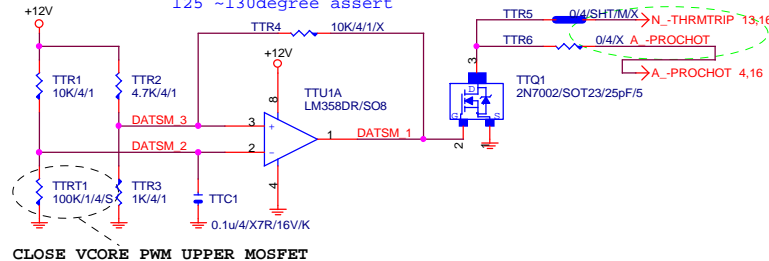 125 ~130degree assert
+12V
TTR4
10K/4/1/X
+12V
TTR5
0/4/SHT/M/X
N_-THRMTRIP 13,16
TTR6
0/4/X
A_-PROCHOT
A_-PROCHOT 4,16
TTR1
10K/4/1
TTR2
4.7K/4/1
TTU1A
LM358DR/SO8
8
3
TTQ1
2N7002/SOT23/25pF/5
D
G
S
DATSM_3
3
+
DATSM_2
2
-
1
DATSM_1
2
1
4
TTRT1
100K/1/4/S
TTR3
1K/4/1
TTC1
0.1u/4/X7R/16V/K
CLOSE VCORE PWM UPPER MOSFET